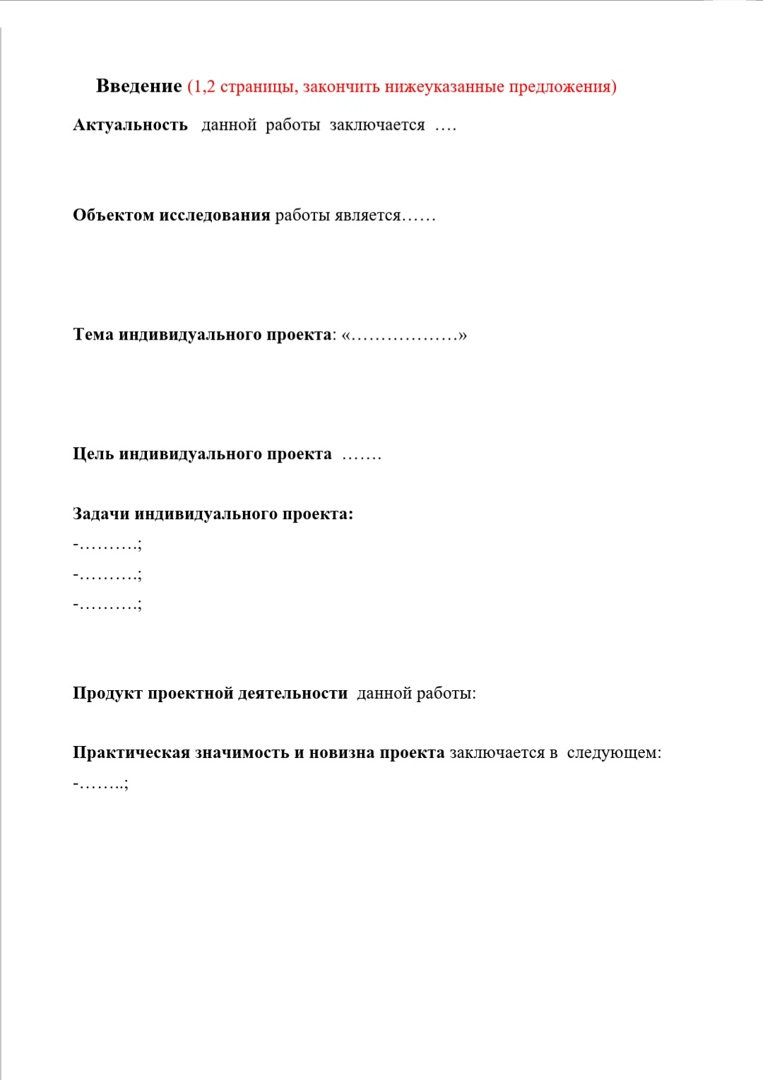 Введение (1,2 страницы, закончить нижеуказанные предложения)
Актуальность данной работы заключается ….
Объектом исследования работы является……
Тема индивидуального проекта: «………………»
Цель индивидуального проекта …….
Задачи индивидуального проекта:
-……….;
-……….;
-……….;
Продукт проектной деятельности данной работы:
Практическая значимость и новизна проекта заключается в следующем:
-……..;